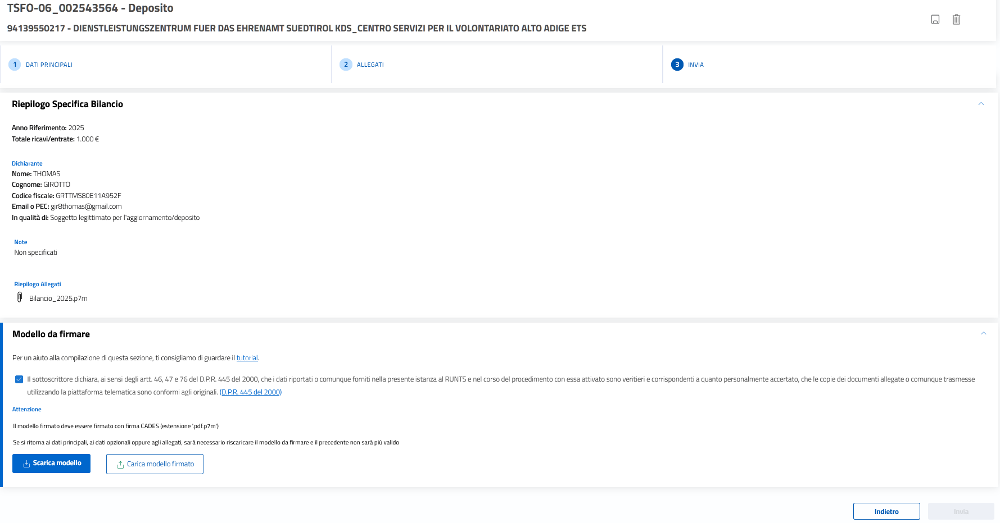 TSFO-06_002543564 - Deposito
94139550217 - DIENSTLEISTUNGSZENTRUM FUER DAS EHRENAMT SUEDTIROL KDS_CENTRO SERVIZI PER IL VOLONTARIATO ALTO ADIGE ETS
1 DATI PRINCIPALI
2 ALLEGATI
3 INVIA
Riepilogo Specifica Bilancio
Anno Riferimento: 2025
Totale ricavi/entrate: 1.000 €
Dichiarante
Nome: THOMAS
Cognome: GIROTTO
Codice fiscale: GRTTMS80E11A952F
Email o PEC: gir8thomas@gmail.com
In qualità di: Soggetto legittimato per l'aggiornamento/deposito
Note
Non specificati
Riepilogo Allegati
Bilancio_2025.p7m
Modello da firmare
Per un aiuto alla compilazione di questa sezione, ti consigliamo di guardare il tutorial.
Il sottoscrittore dichiara, ai sensi degli artt. 46, 47 e 76 del D.P.R. 445 del 2000, che i dati riportati o comunque forniti nella presente istanza al RUNTS e nel corso del procedimento con essa attivato sono veritieri e corrispondenti a quanto personalmente accertato, che le copie dei documenti allegate o comunque trasmesse
utilizzando la piattaforma telematica sono conformi agli originali. (D.P.R. 445 del 2000)
Attenzione
Il modello firmato deve essere firmato con firma CADES (estensione '.pdf.p7m')
Se si ritorna ai dati principali, ai dati opzionali oppure agli allegati, sarà necessario riscaricare il modello da firmare e il precedente non sarà più valido
Scarica modello
Carica modello firmato
Indietro
Invia